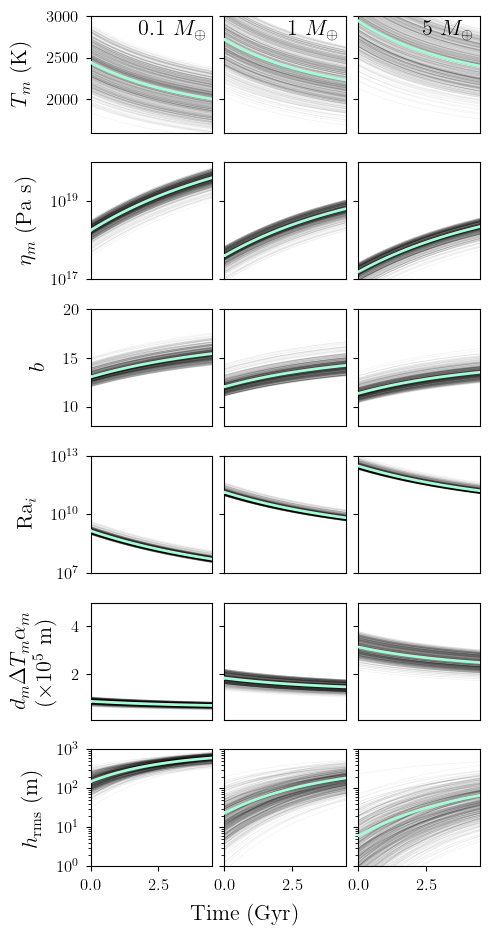 0.1 M⊕ 1 M⊕ 5 M⊕
3000
2000
T_m (K)
10^19
10^17
η_m (Pa s)
20
15
10
b
10^13
10^10
10^7
Ra_i
4
2
d_m ΔT_m α_m
(×10^5 m)
10^3
10^2
10^1
10^0
h_rms (m)
0.0 2.5 0.0 2.5 0.0 2.5
Time (Gyr)